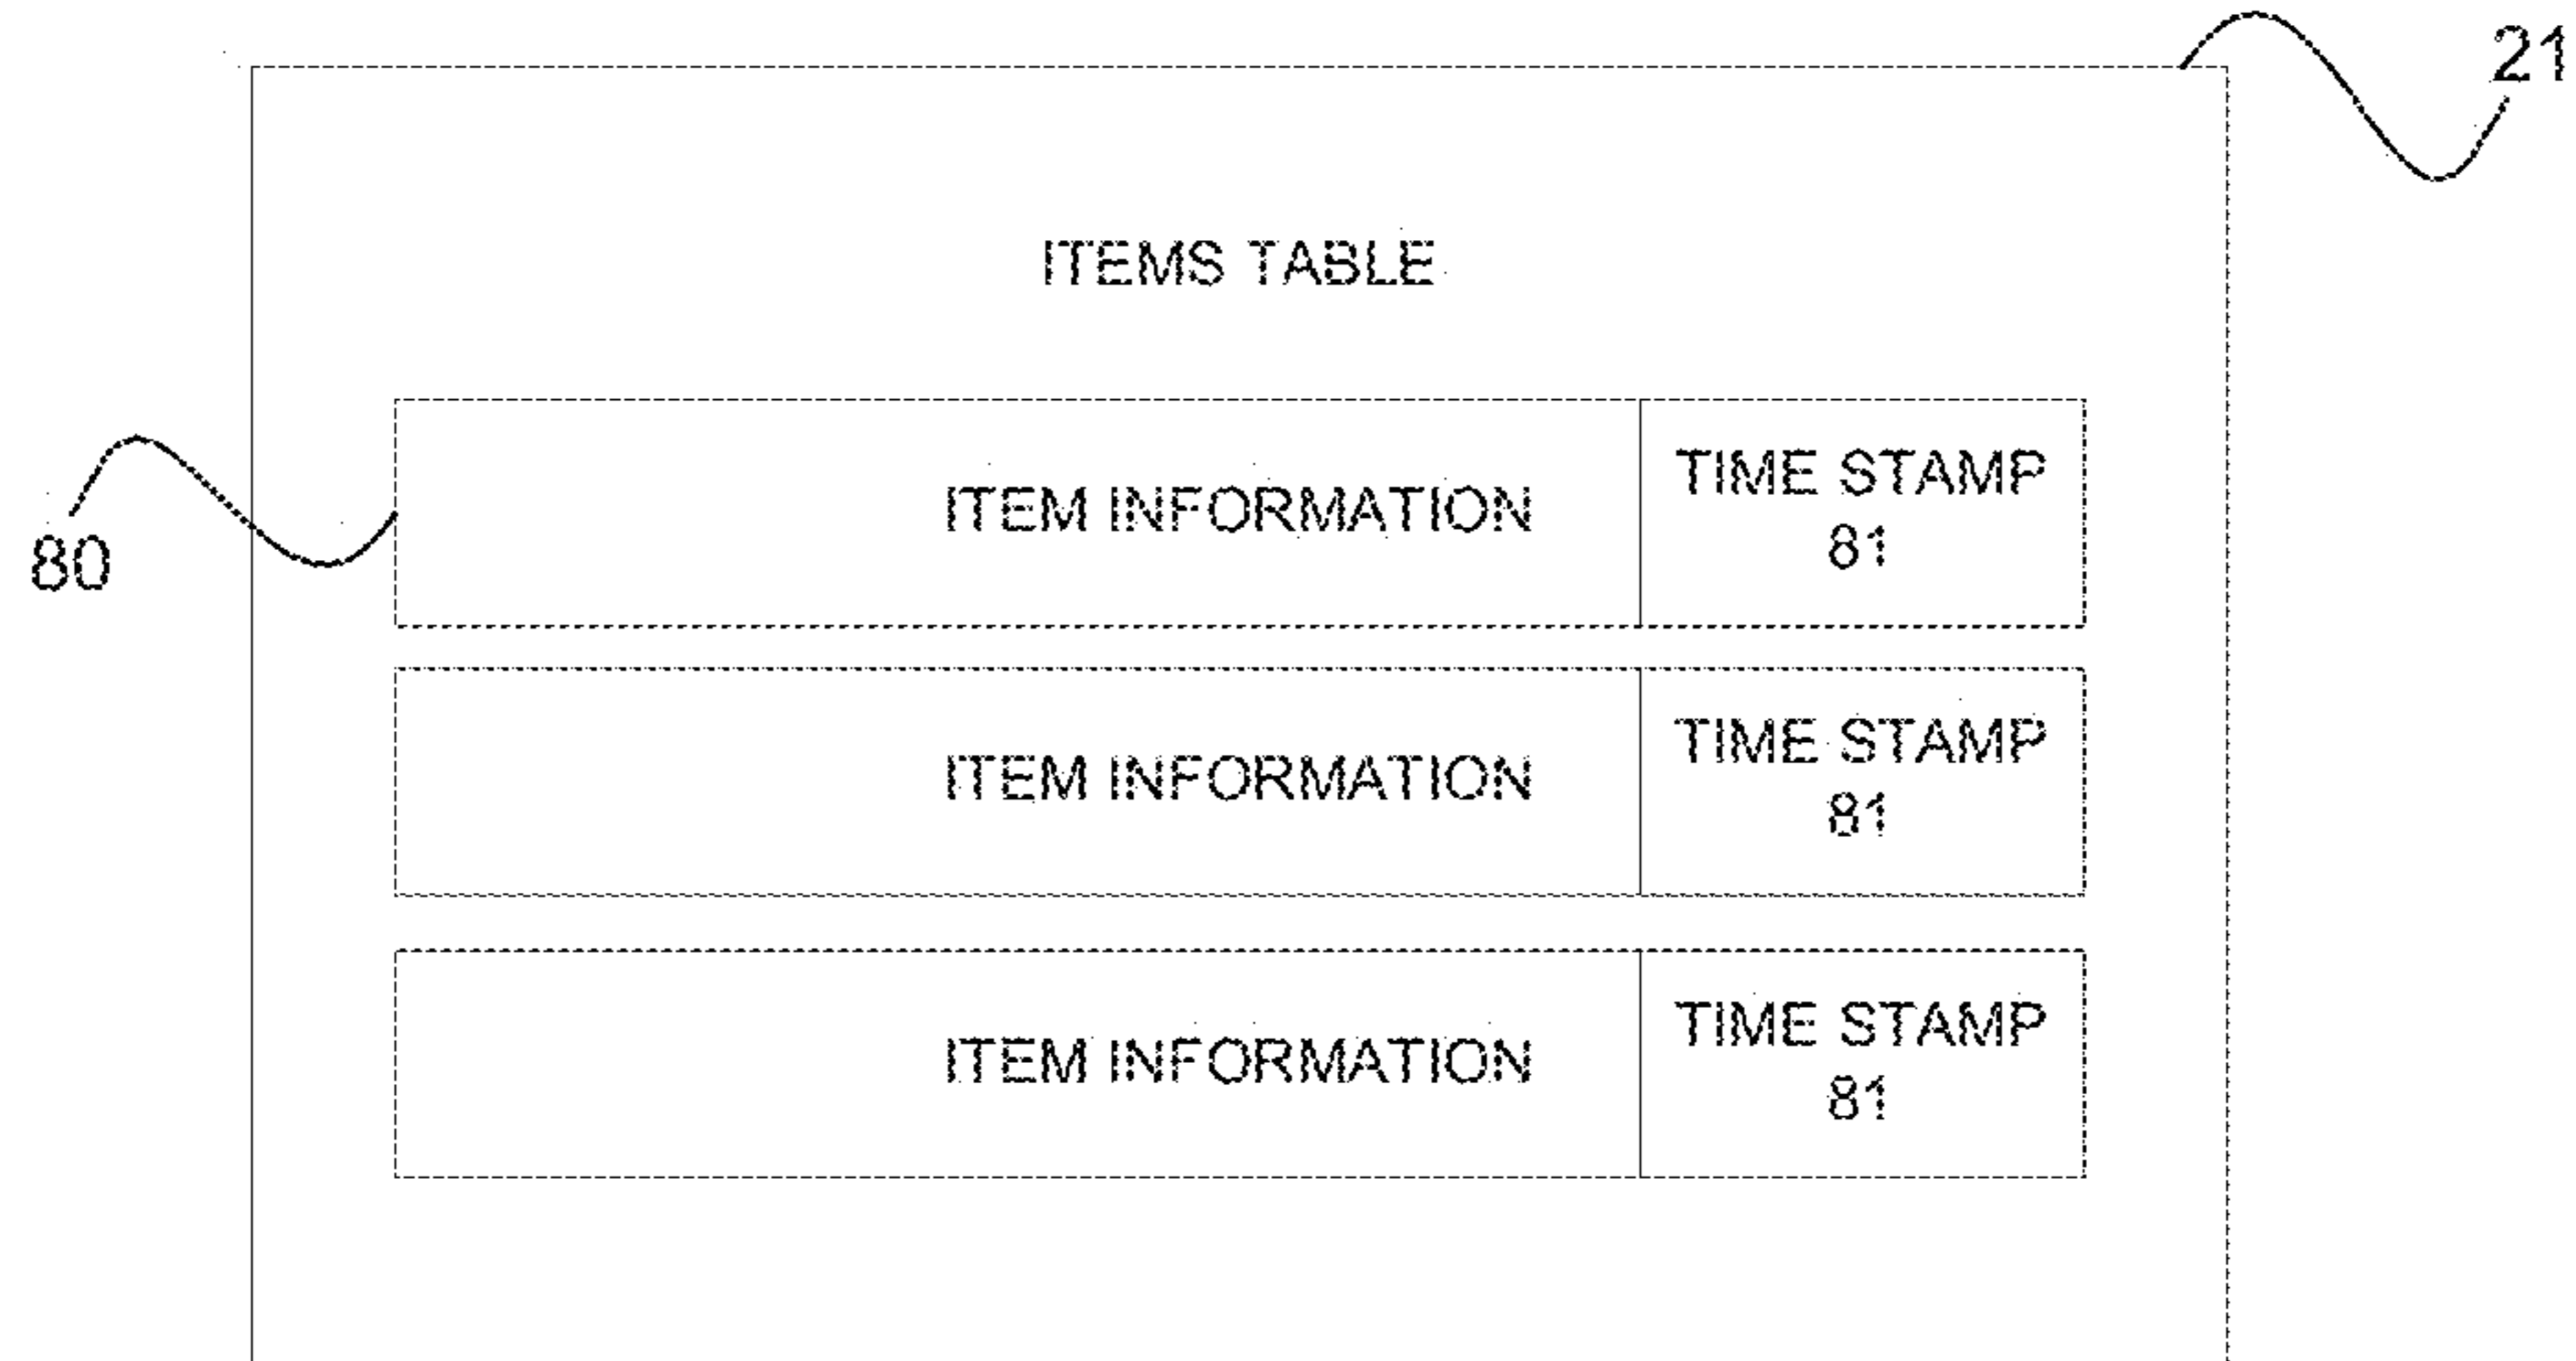 21
ITEMS TABLE
80
ITEM INFORMATION
TIME STAMP
81
ITEM INFORMATION
TIME STAMP
81
ITEM INFORMATION
TIME STAMP
81